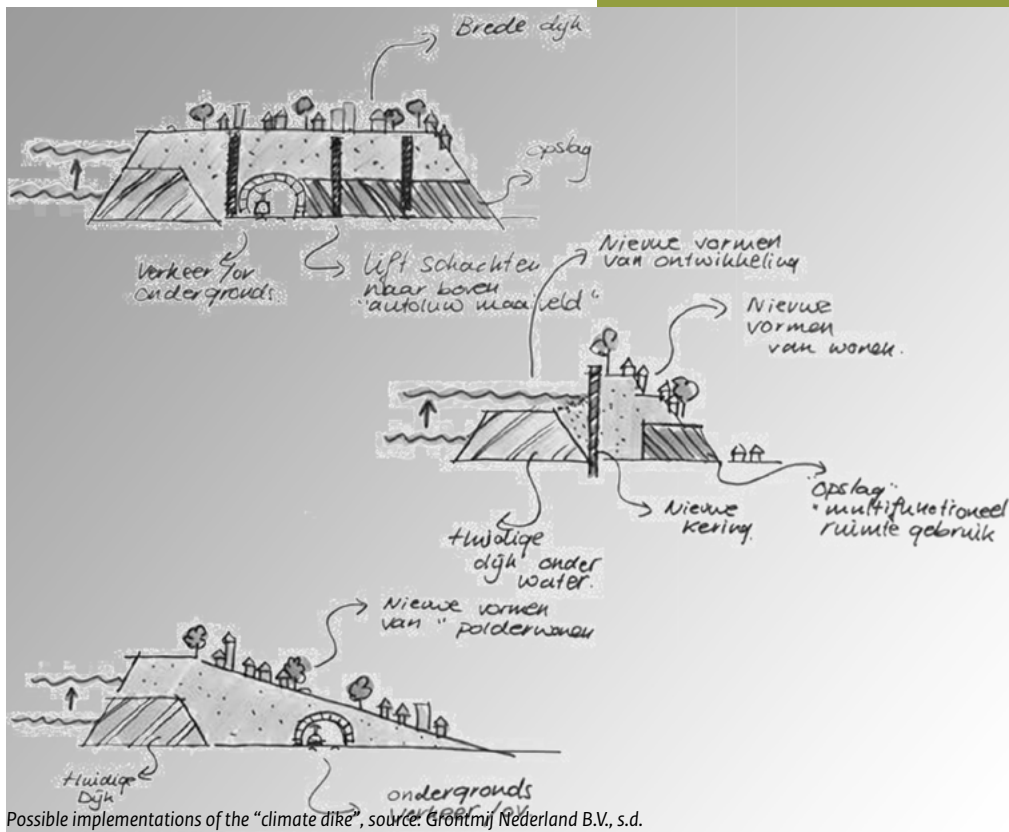 Brede dijk
Opslag
Verkeer/ov
ondergronds
Lift schachten
naar boven
"autoluw maaiveld"
Nieuwe vormen
van ontwikkeling
Nieuwe
vormen
van wonen.
"Opslag"
"multifunctioneel
ruimte gebruik
Nieuwe
kering
Huidige
dijk onder
water.
Nieuwe vormen
van "polderwonen
Huidige
Dijk
ondergronds
verkeer/ov
Possible implementations of the “climate dike”, source: Grontmij Nederland B.V., s.d.